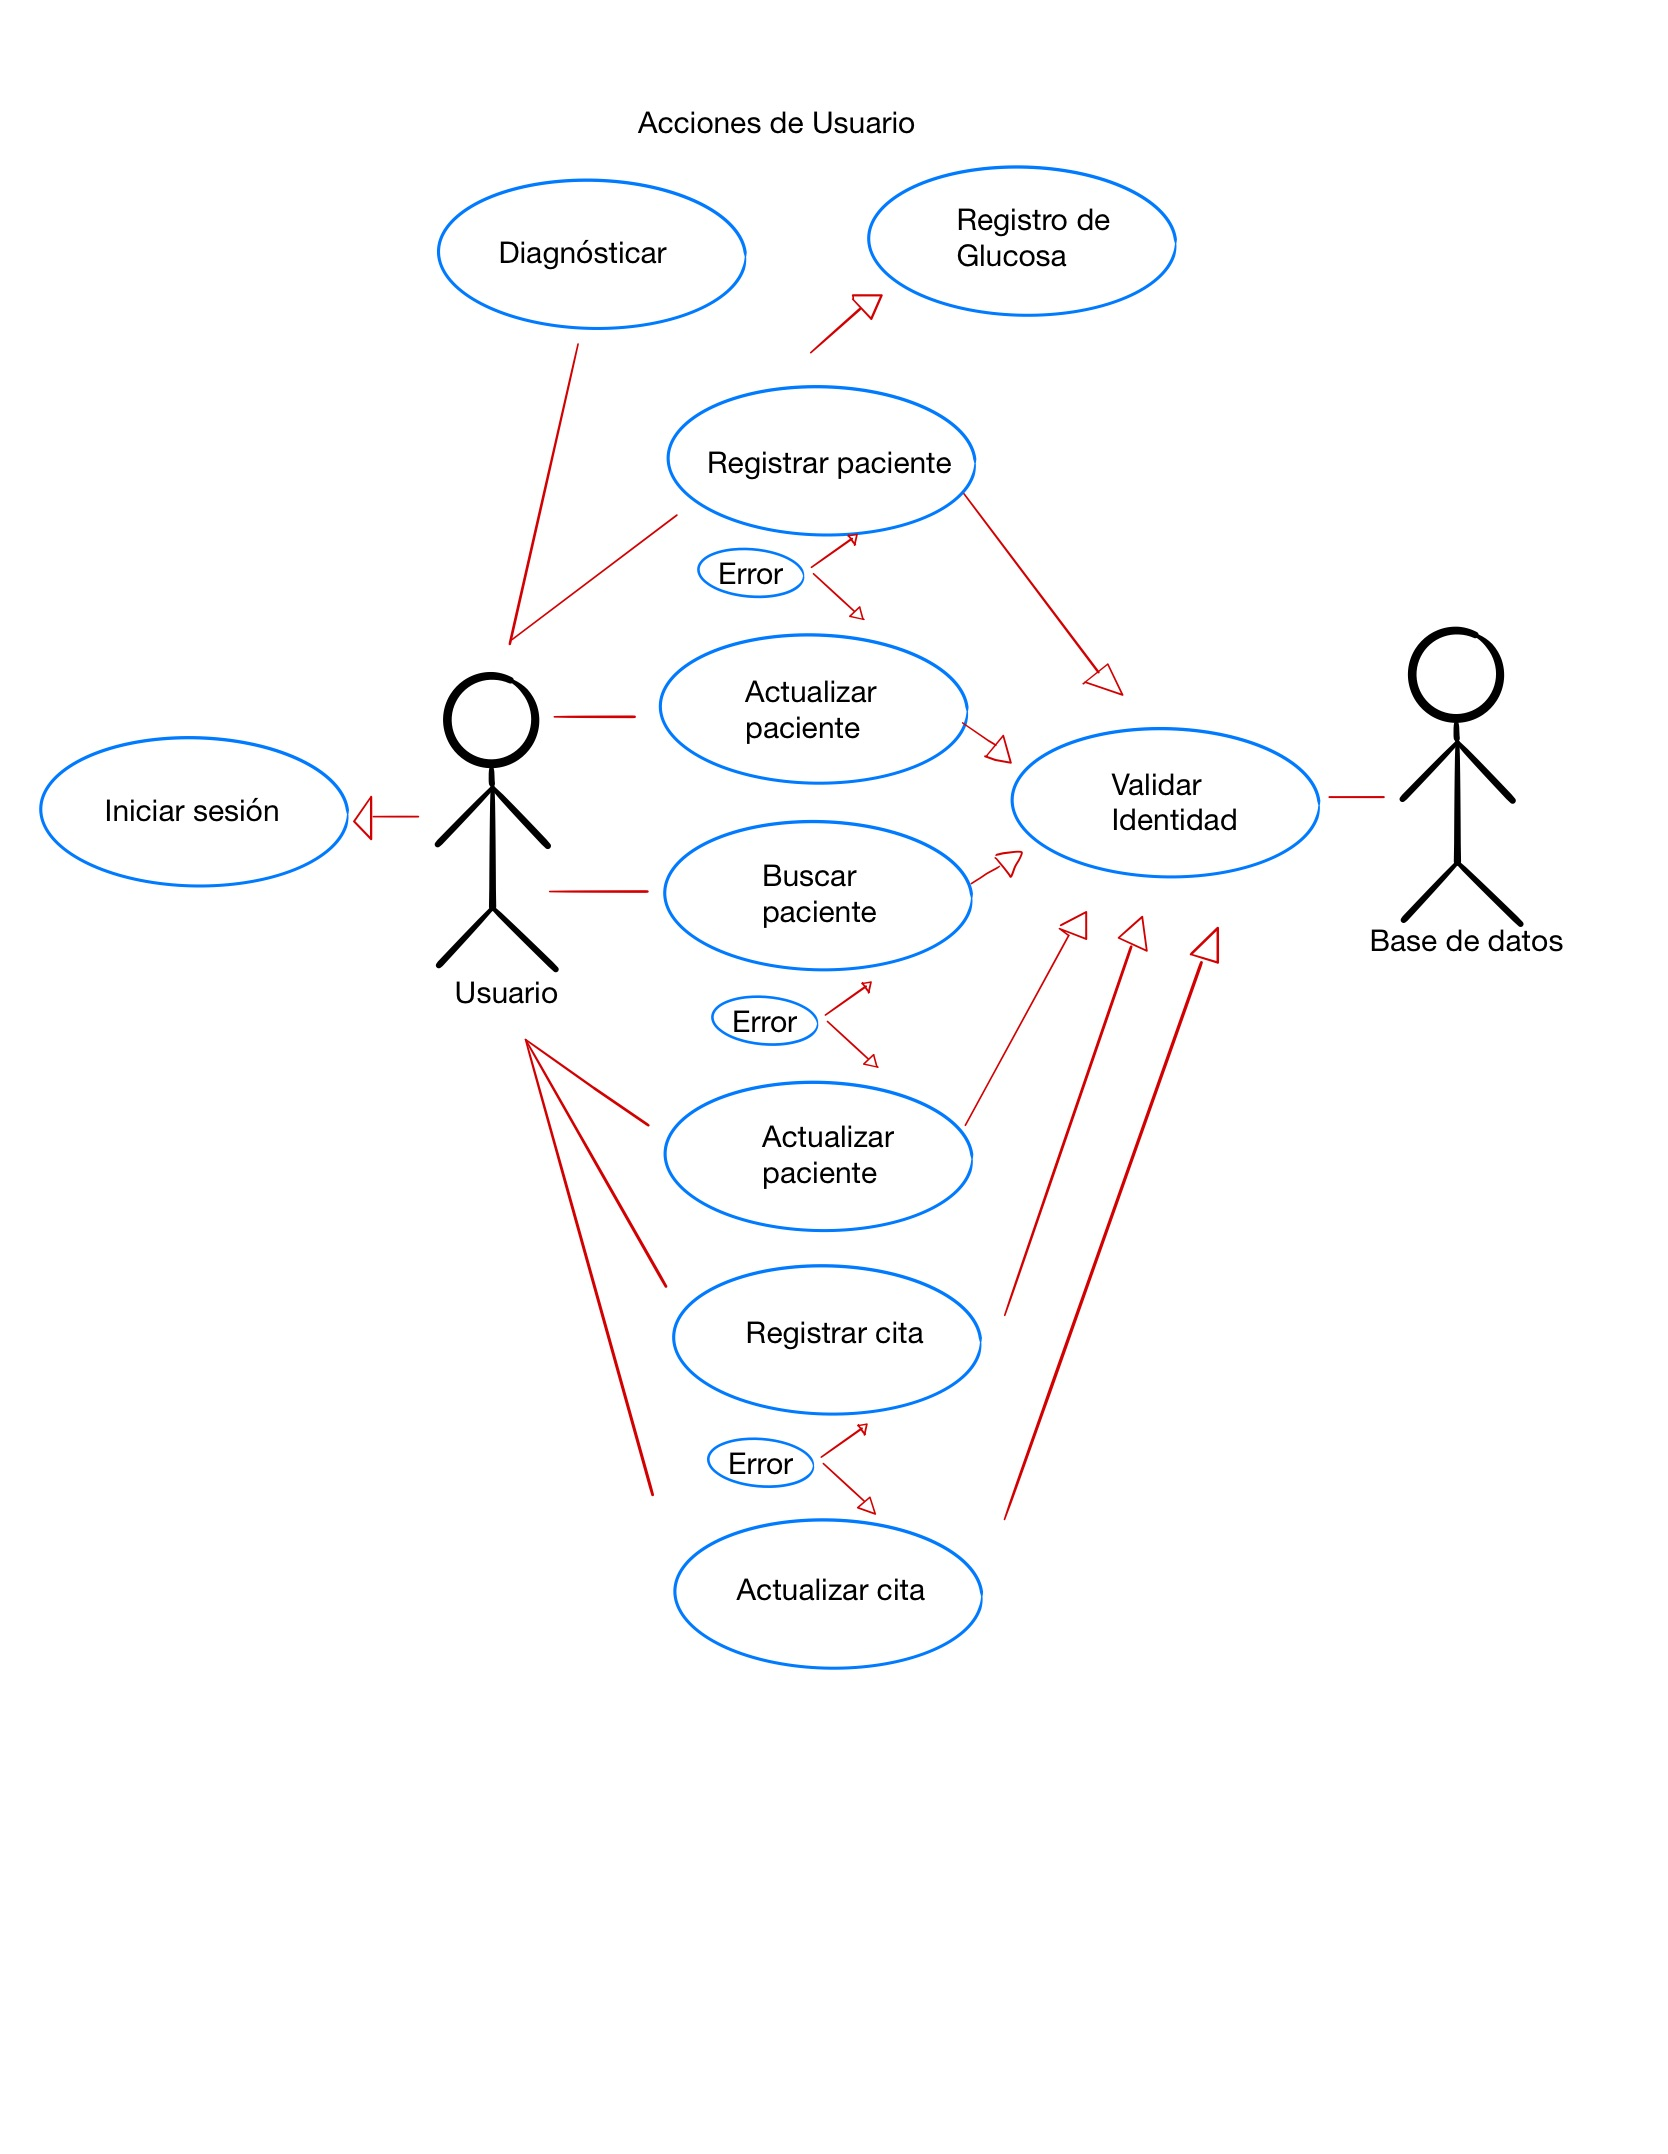 Acciones de Usuario
Diagnósticar
Registro de
Glucosa
Registrar paciente
Error
Actualizar
paciente
Iniciar sesión
Validar
Identidad
Buscar
paciente
Base de datos
Usuario
Error
Actualizar
paciente
Registrar cita
Error
Actualizar cita